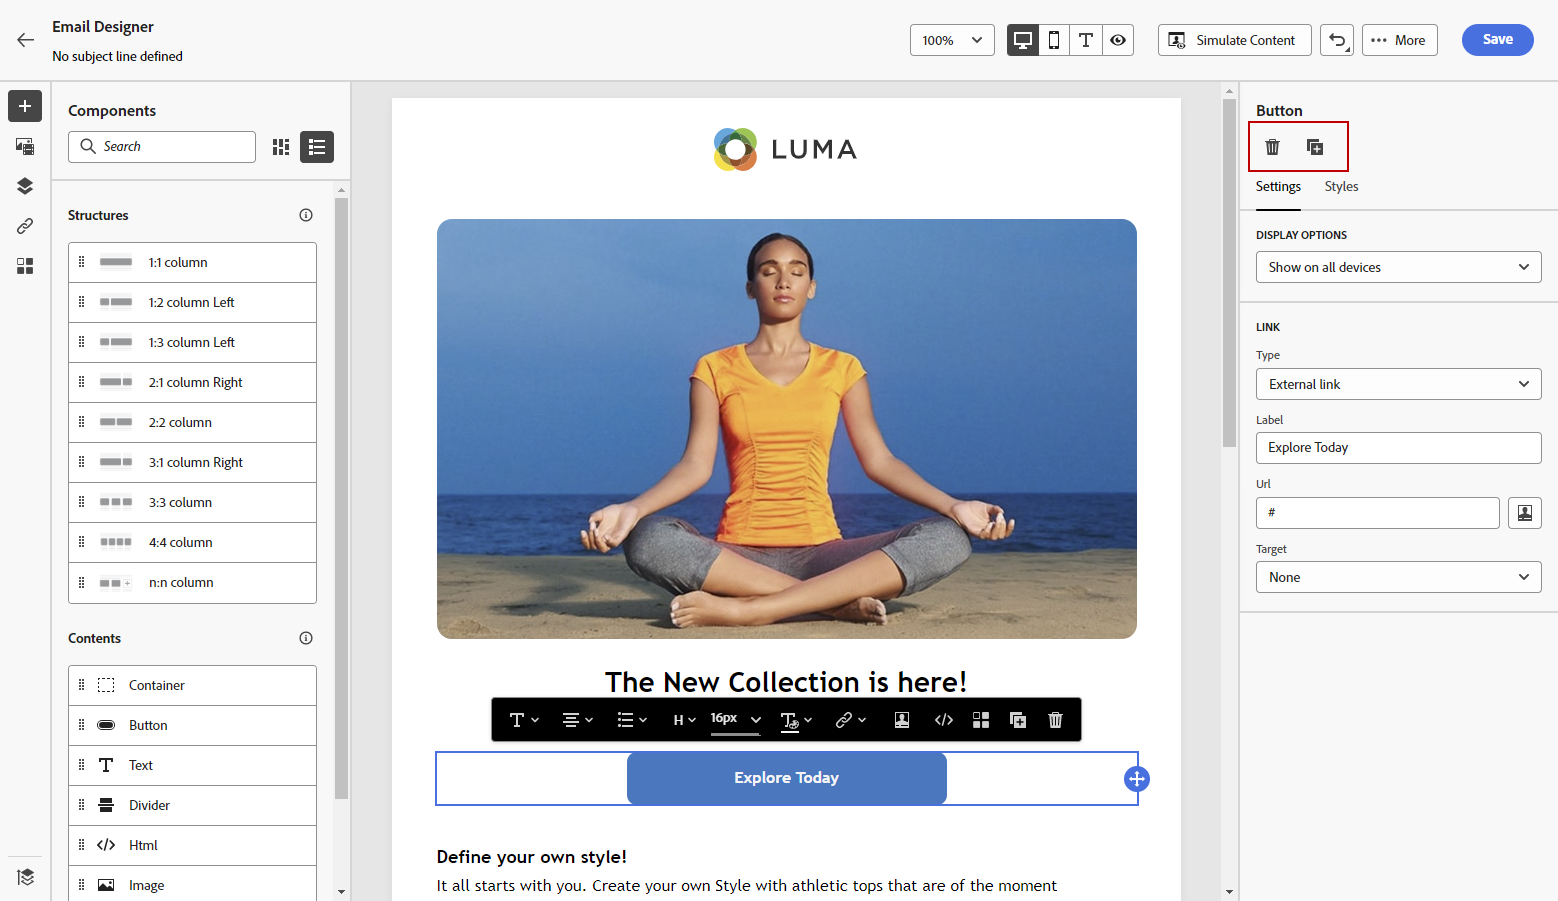 Email Designer
No subject line defined
100%
Simulate Content
More
Save
Components
Search
Structures
1:1 column
1:2 column Left
1:3 column Left
2:1 column Right
2:2 column
3:1 column Right
3:3 column
4:4 column
n:n column
Contents
Container
Button
Text
Divider
Html
Image
LUMA
The New Collection is here!
H
16px
Explore Today
Define your own style!
It all starts with you. Create your own Style with athletic tops that are of the moment
Button
Settings
Styles
DISPLAY OPTIONS
Show on all devices
LINK
Type
External link
Label
Explore Today
Url
#
Target
None